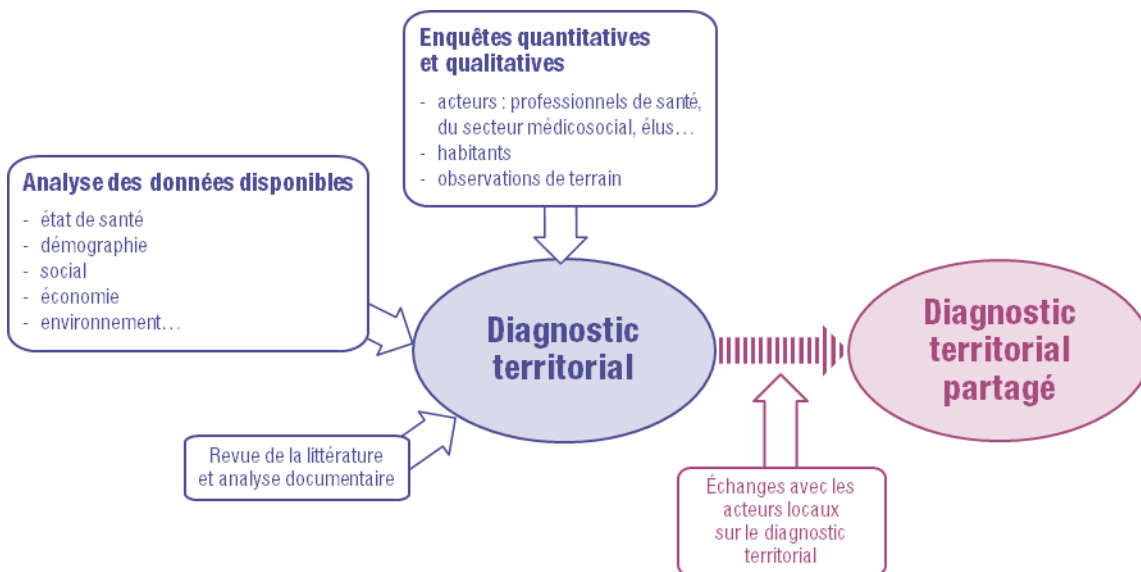 Enquêtes quantitatives
et qualitatives
- acteurs : professionnels de santé,
du secteur médicosocial, élus…
- habitants
- observations de terrain
Analyse des données disponibles
- état de santé
- démographie
- social
- économie
- environnement…
Diagnostic
territorial
Diagnostic
territorial
partagé
Revue de la littérature
et analyse documentaire
Échanges avec les
acteurs locaux
sur le diagnostic
territorial